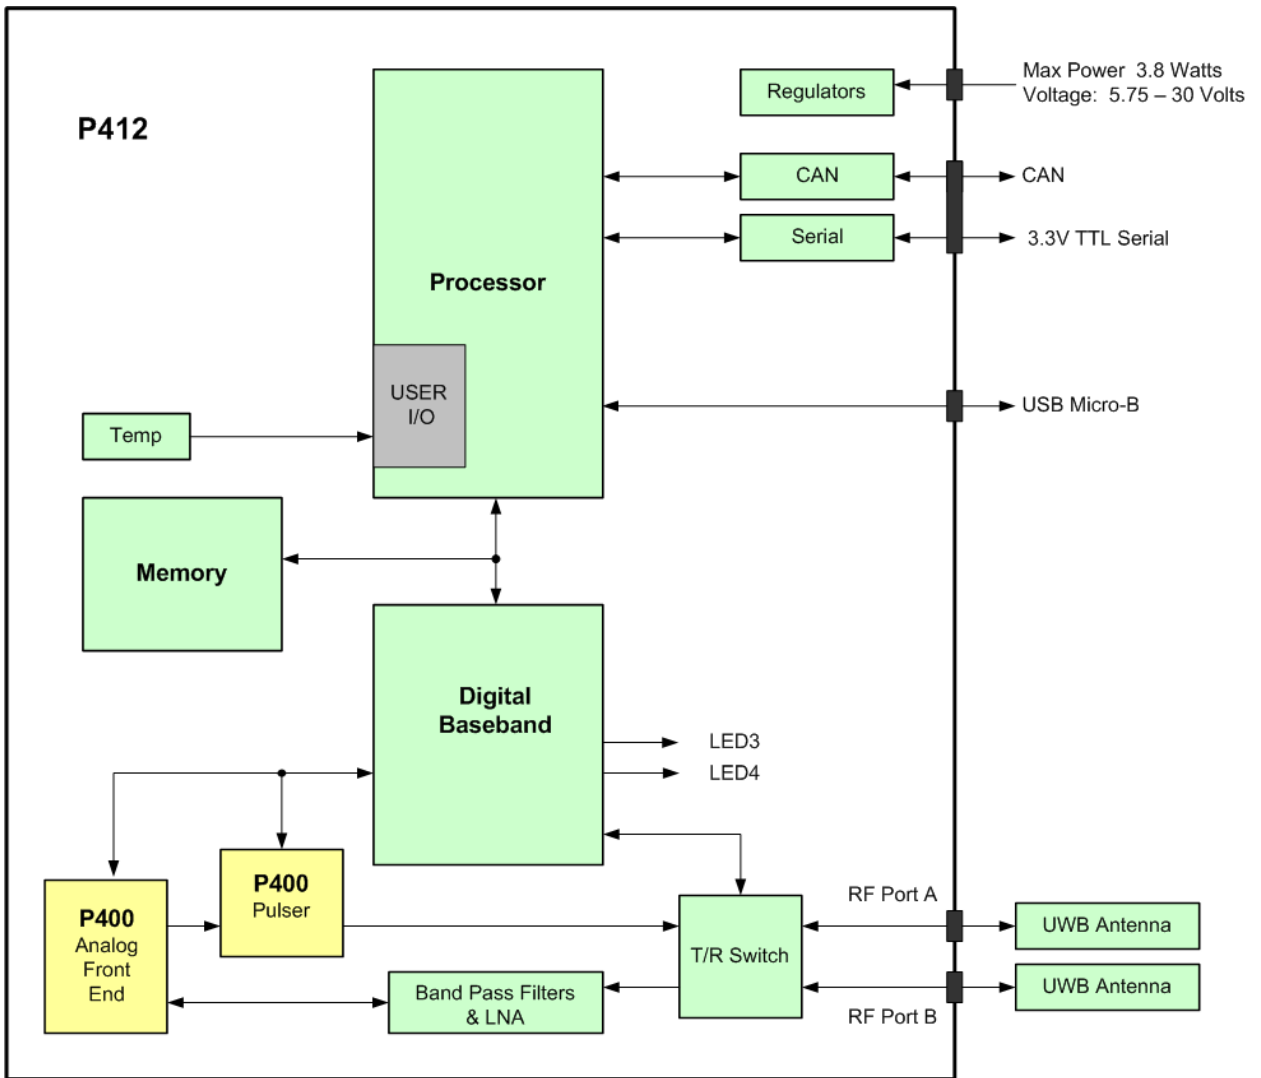 P412
Processor
USER
I/O
Regulators
CAN
Serial
Max Power 3.8 Watts
Voltage: 5.75 – 30 Volts
CAN
3.3V TTL Serial
USB Micro-B
Temp
Memory
Digital
Baseband
LED3
LED4
P400
Pulser
P400
Analog
Front
End
Band Pass Filters
& LNA
T/R Switch
RF Port A
RF Port B
UWB Antenna
UWB Antenna